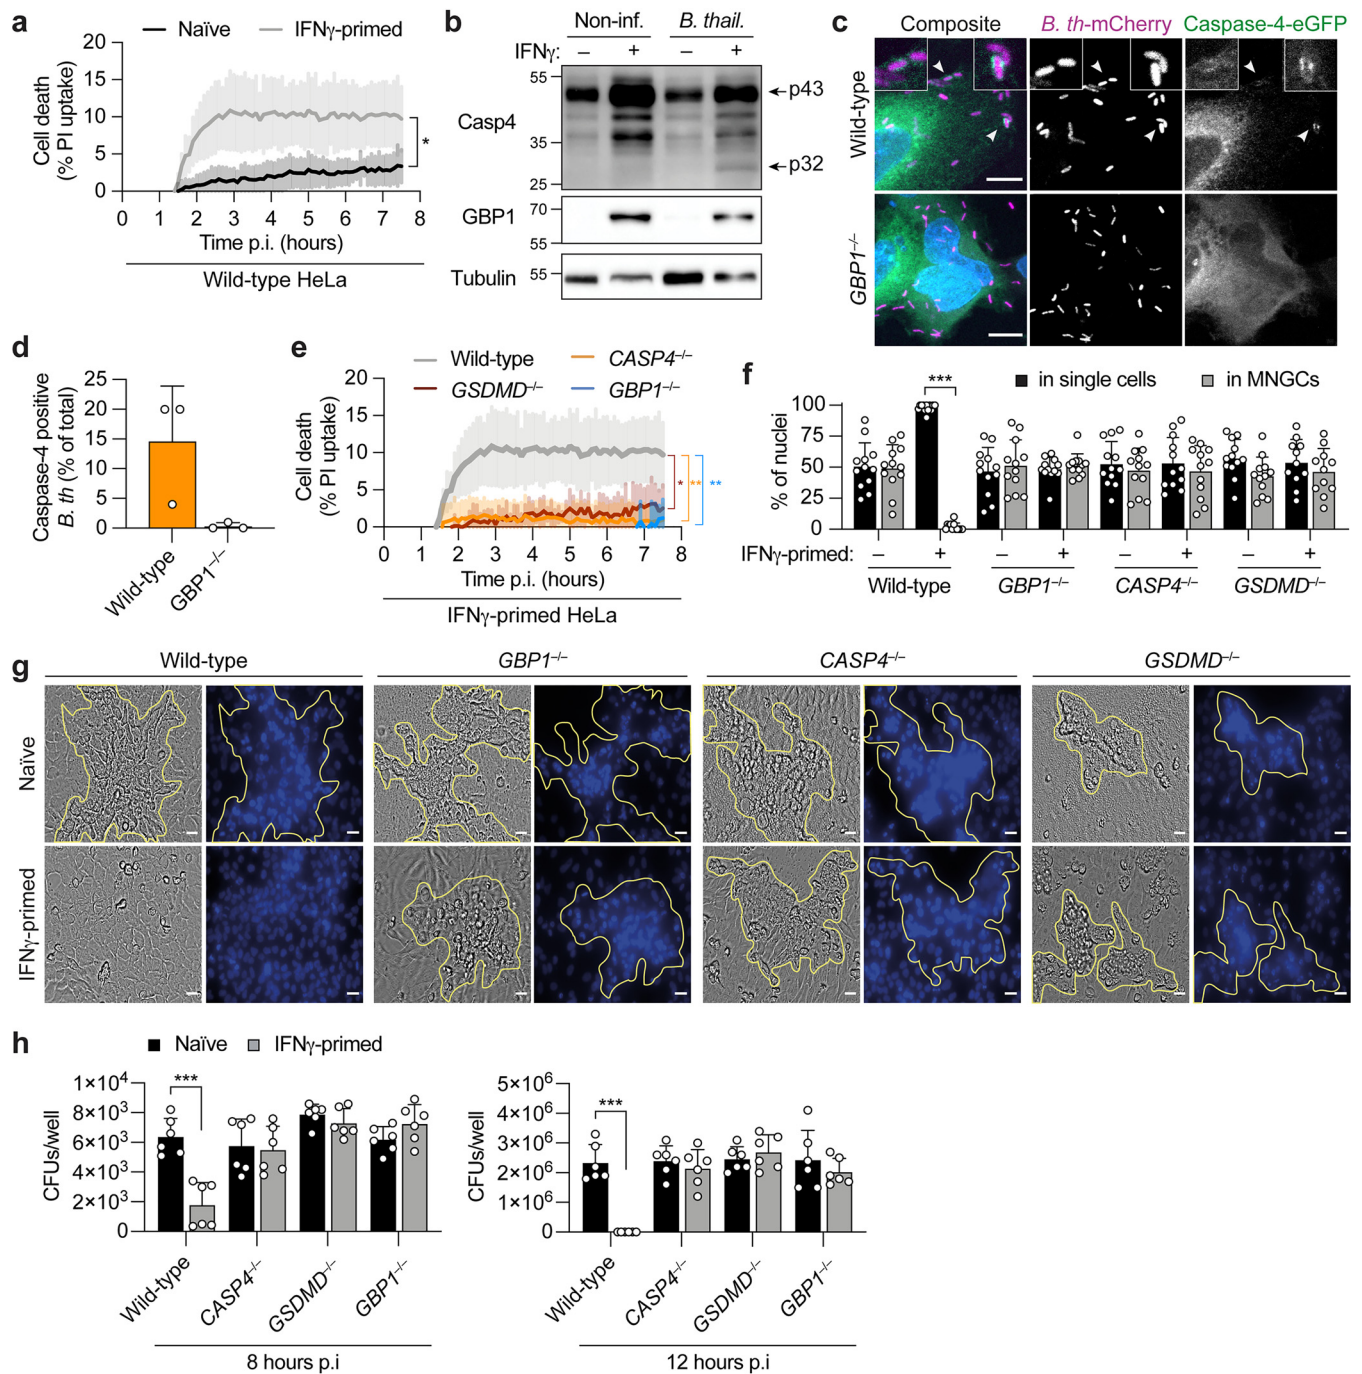 a
Naïve IFNγ-primed
Cell death
(% PI uptake)
20
15
10
5
0
*
0 1 2 3 4 5 6 7 8
Time p.i. (hours)
Wild-type HeLa
b
Non-inf. B. thail.
IFNγ: – + – +
Casp4
55
35
25
p43
p32
GBP1
70
55
Tubulin
55
c
Composite B. th-mCherry Caspase-4-eGFP
Wild-type
GBP1–/–
d
Caspase-4 positive
B. th (% of total)
25
20
15
10
5
0
Wild-type
GBP1–/–
e
Wild-type CASP4–/–
GSDMD–/– GBP1–/–
Cell death
(% PI uptake)
20
15
10
5
0
* ** **
0 1 2 3 4 5 6 7 8
Time p.i. (hours)
IFNγ-primed HeLa
f
in single cells in MNGCs
***
% of nuclei
100
75
50
25
0
IFNγ-primed: – + – + – + – +
Wild-type GBP1–/– CASP4–/– GSDMD–/–
g
Wild-type GBP1–/– CASP4–/– GSDMD–/–
Naïve
IFNγ-primed
h
Naïve IFNγ-primed
CFUs/well
1×10⁴
8×10³
6×10³
4×10³
2×10³
0
***
Wild-type
CASP4–/–
GSDMD–/–
GBP1–/–
8 hours p.i
CFUs/well
5×10⁶
4×10⁶
3×10⁶
2×10⁶
1×10⁶
0
***
Wild-type
CASP4–/–
GSDMD–/–
GBP1–/–
12 hours p.i